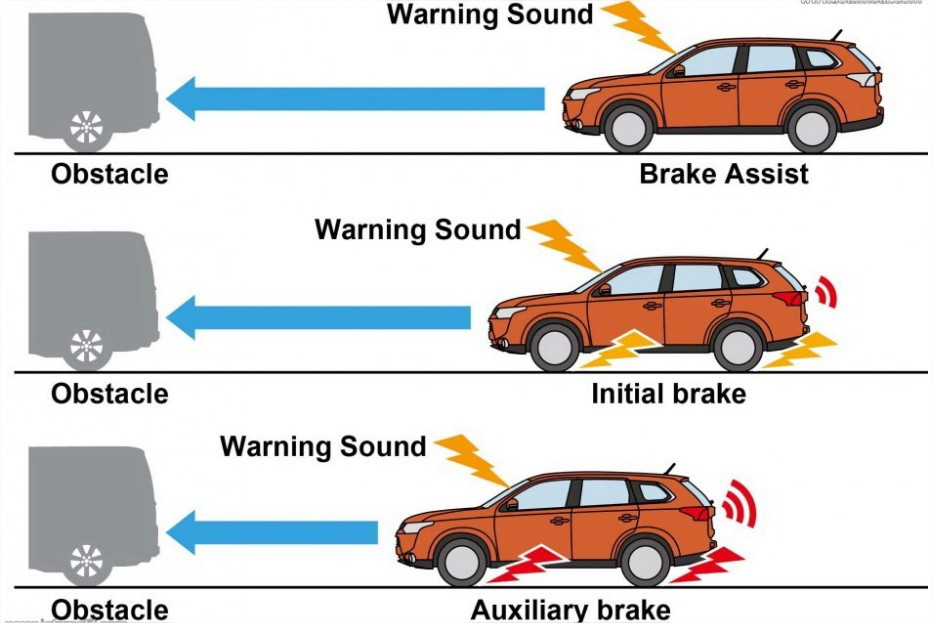 Warning Sound
Obstacle
Brake Assist
Warning Sound
Obstacle
Initial brake
Warning Sound
Obstacle
Auxiliary brake